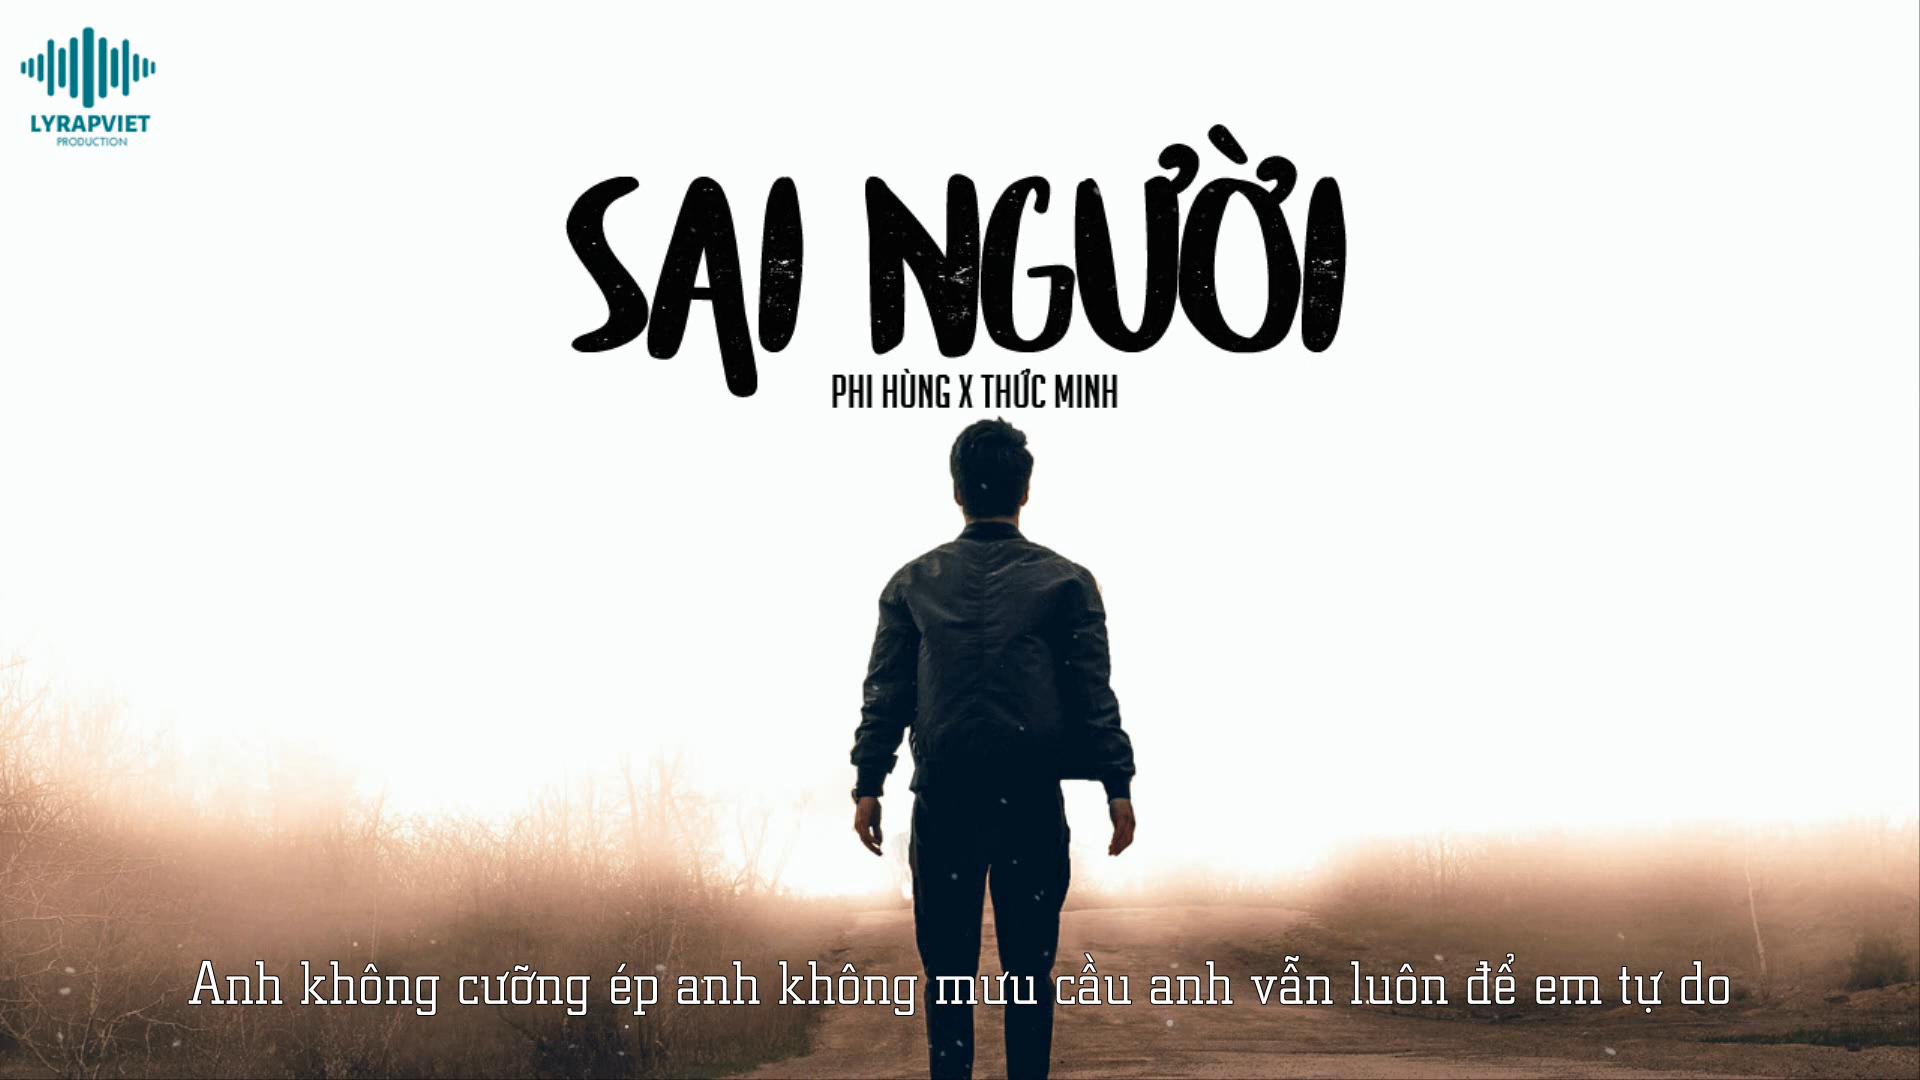 LYRAPVIET
PRODUCTION
SAI NGƯỜI
PHI HÙNG X THỨC MINH
Anh không cưỡng ép anh không mưu cầu anh vẫn luôn để em tự do